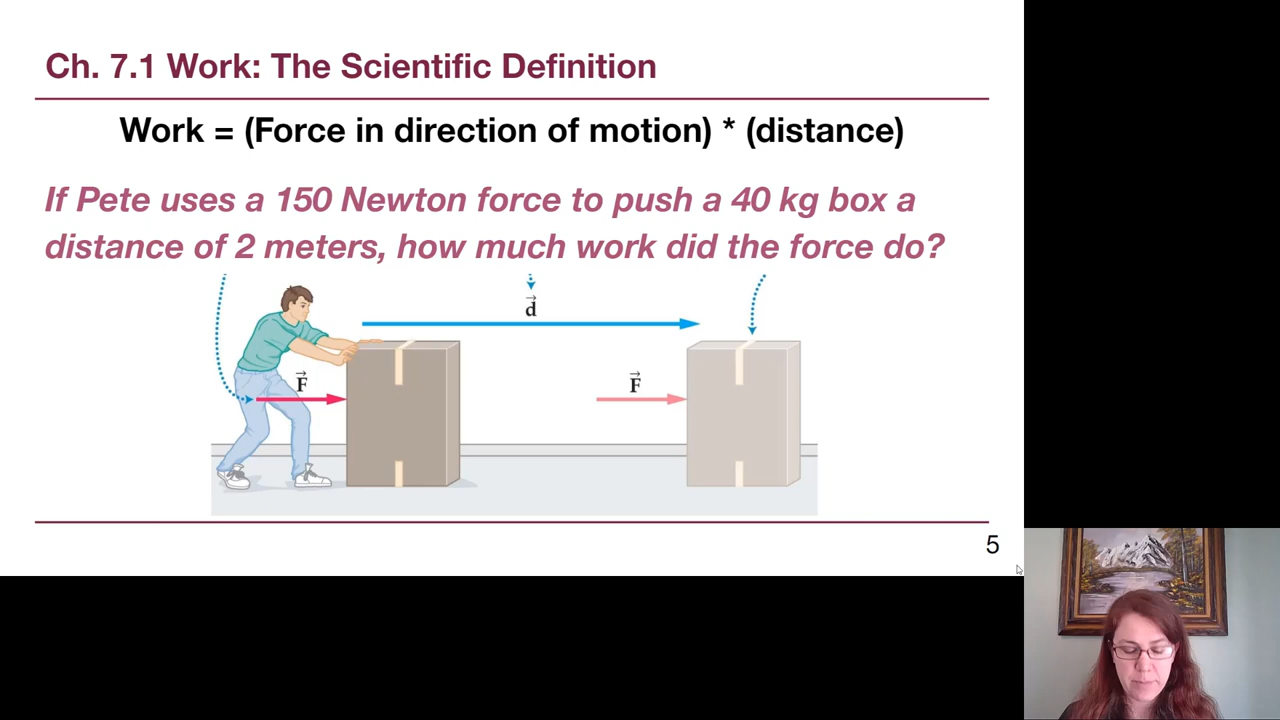 Ch. 7.1 Work: The Scientific Definition
Work = (Force in direction of motion) * (distance)
If Pete uses a 150 Newton force to push a 40 kg box a
distance of 2 meters, how much work did the force do?
d
F
F
5